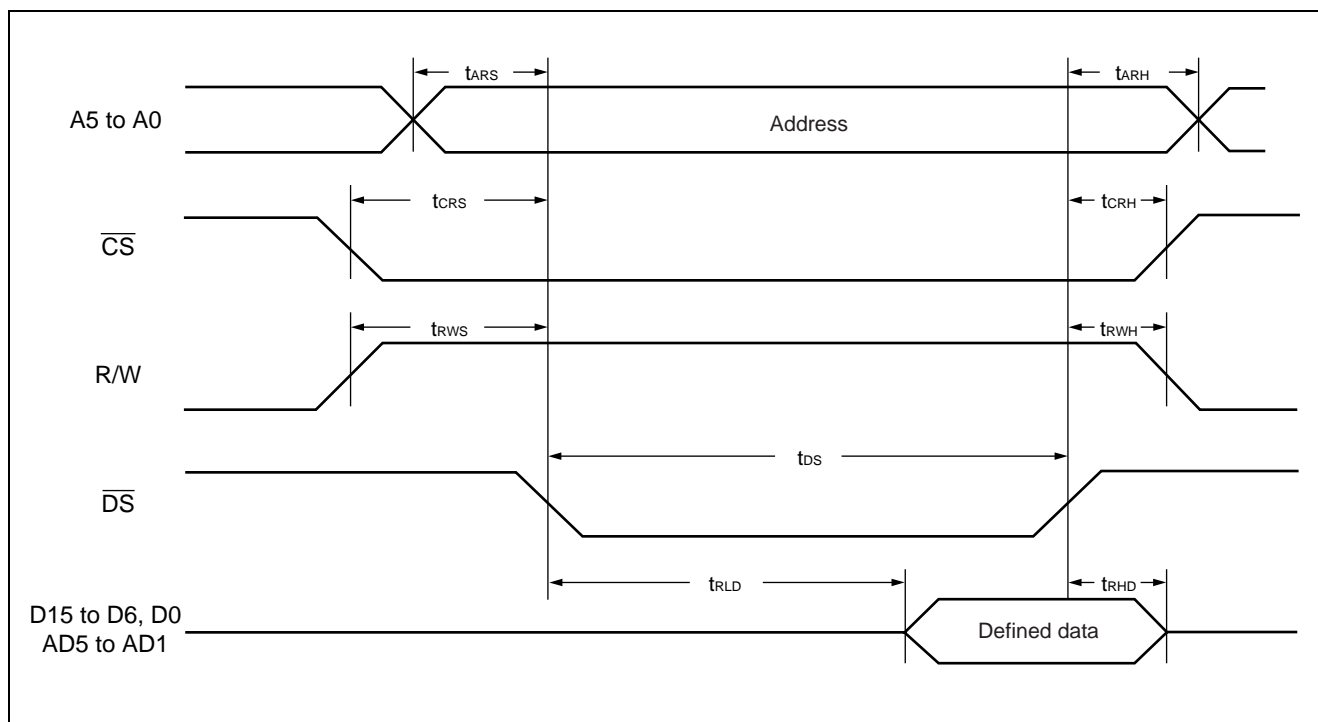 tARS
tARH
A5 to A0
Address
tCRS
tCRH
CS
tRWS
tRWH
R/W
tDS
DS
tRLD
tRHD
D15 to D6, D0
AD5 to AD1
Defined data